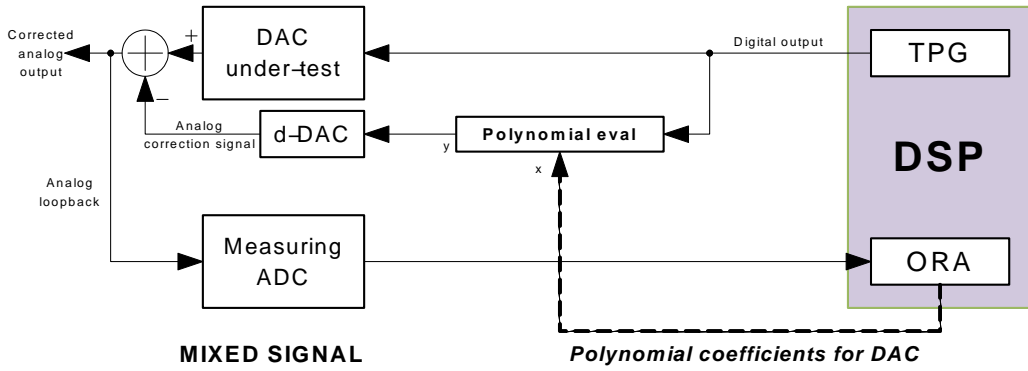 Corrected
analog
output
+
DAC
under-test
Digital output
TPG
−
Analog
correction signal
d-DAC
y
Polynomial eval
x
DSP
Analog
loopback
Measuring
ADC
ORA
MIXED SIGNAL
Polynomial coefficients for DAC